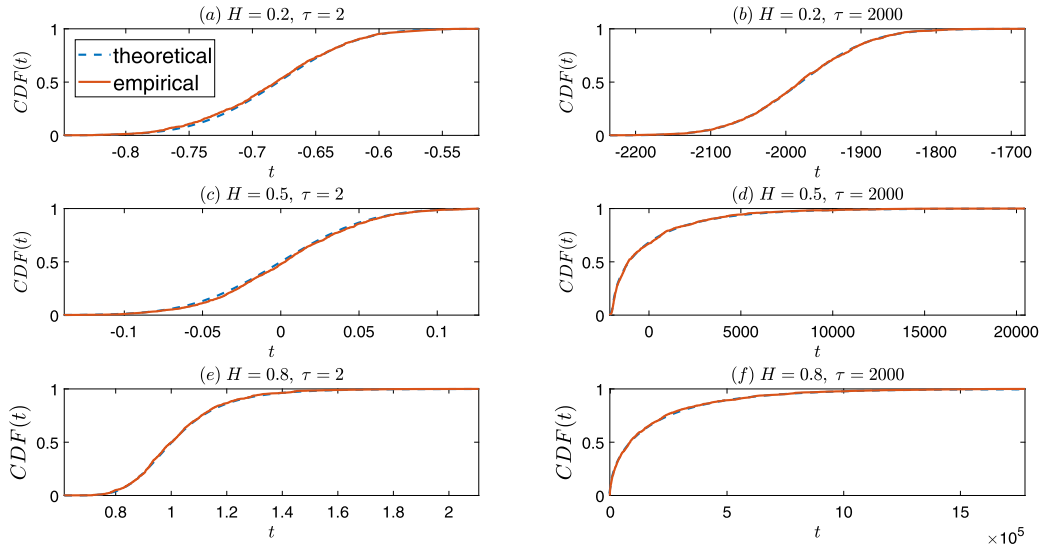 (a) H = 0.2, τ = 2
CDF(t)
1
0.5
0
theoretical
empirical
-0.8 -0.75 -0.7 -0.65 -0.6 -0.55
t
(b) H = 0.2, τ = 2000
CDF(t)
1
0.5
0
-2200 -2100 -2000 -1900 -1800 -1700
t
(c) H = 0.5, τ = 2
CDF(t)
1
0.5
0
-0.1 -0.05 0 0.05 0.1
t
(d) H = 0.5, τ = 2000
CDF(t)
1
0.5
0
0 5000 10000 15000 20000
t
(e) H = 0.8, τ = 2
CDF(t)
1
0.5
0
0.8 1 1.2 1.4 1.6 1.8 2
t
(f) H = 0.8, τ = 2000
CDF(t)
1
0.5
0
0 5 10 15
t
×10⁵